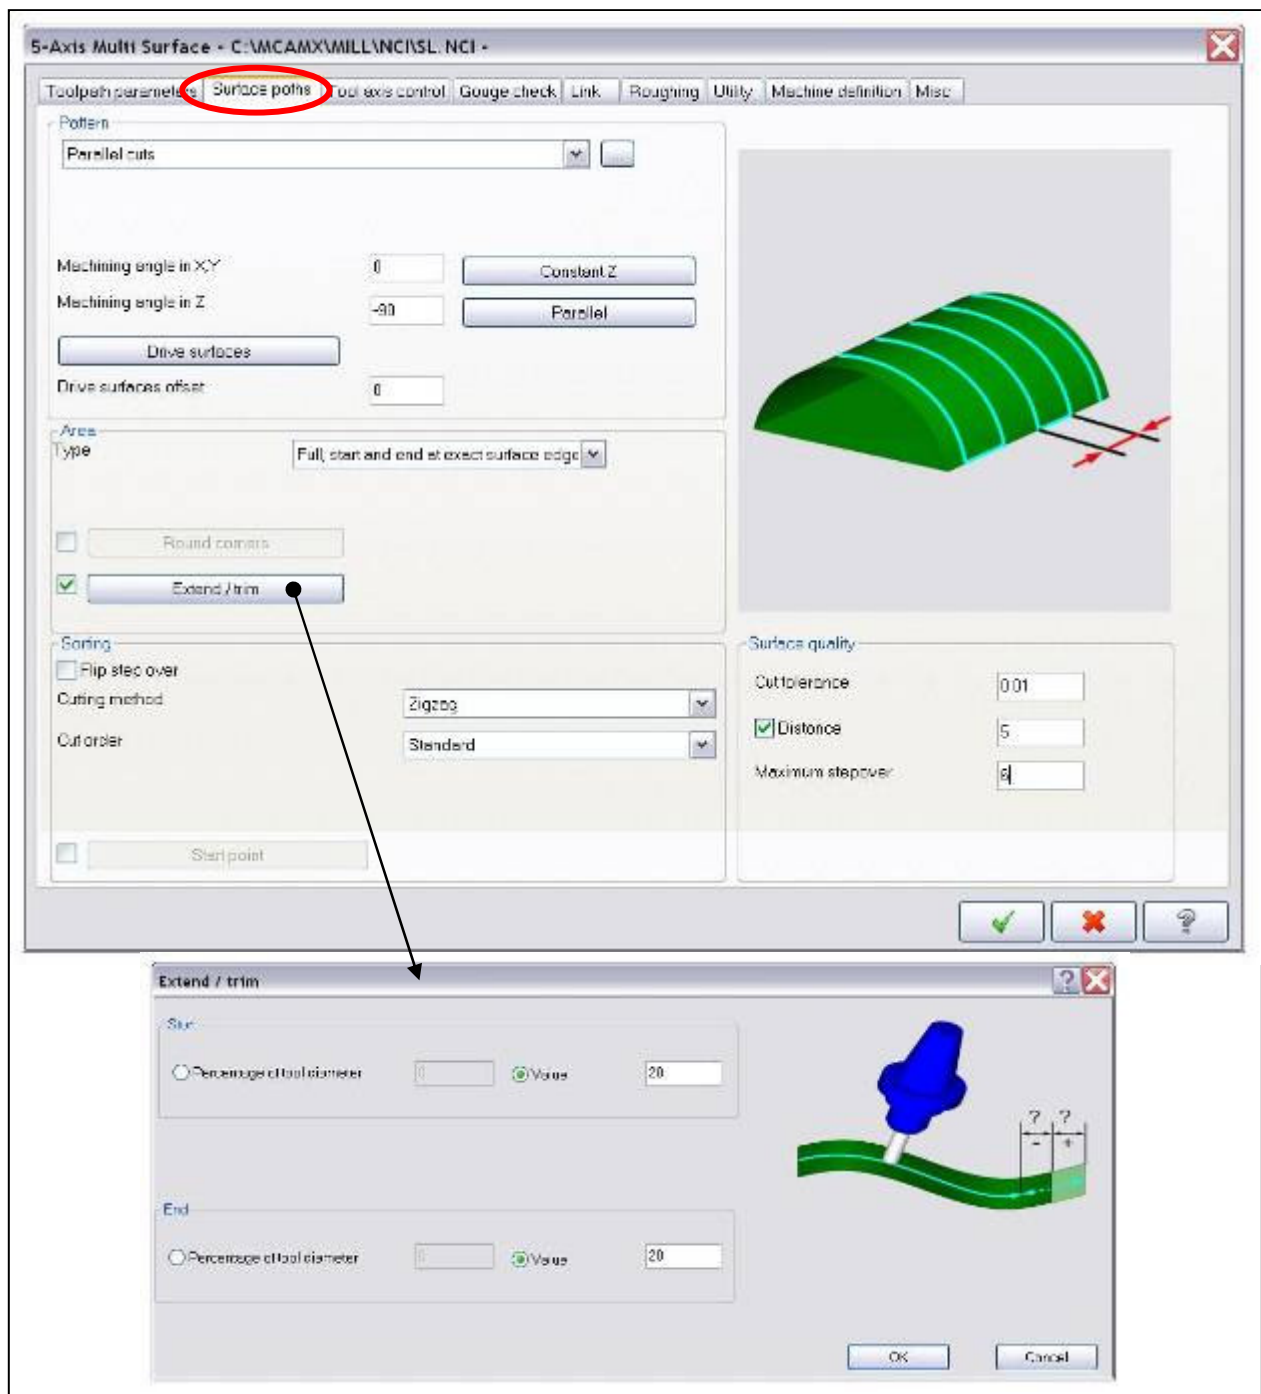 5-Axis Multi Surface - C:\MCAMX\MILL\NCI\SL.NCI -
Toolpath parameters Surface paths Tool axis control Gouge check Link Roughing Utility Machine definition Misc
Pattern
Parallel cuts
Machining angle in X,Y 0 Constant Z
Machining angle in Z -90 Parallel
Drive surfaces
Drive surfaces offset 0
Area
Type Full, start and end at exact surface edge
Round corners
Extend / trim
Sorting
Flip step over
Cutting method Zigzag
Cut order Standard
Start point
Surface quality
Cut tolerance 0.01
Distance 5
Maximum stepover 6
?
Extend / trim ?
Start
Percentage of tool diameter 0 Value 20
? ?
- +
End
Percentage of tool diameter 0 Value 20
OK Cancel